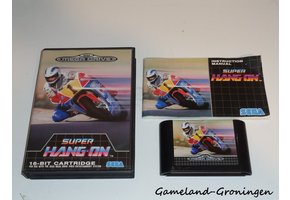 MEGA DRIVE
SUPER
HANG-ON
16-BIT CARTRIDGE
SEGA
INSTRUCTION
MANUAL
SUPER
HANG-ON
SEGA
Gameland-Groningen